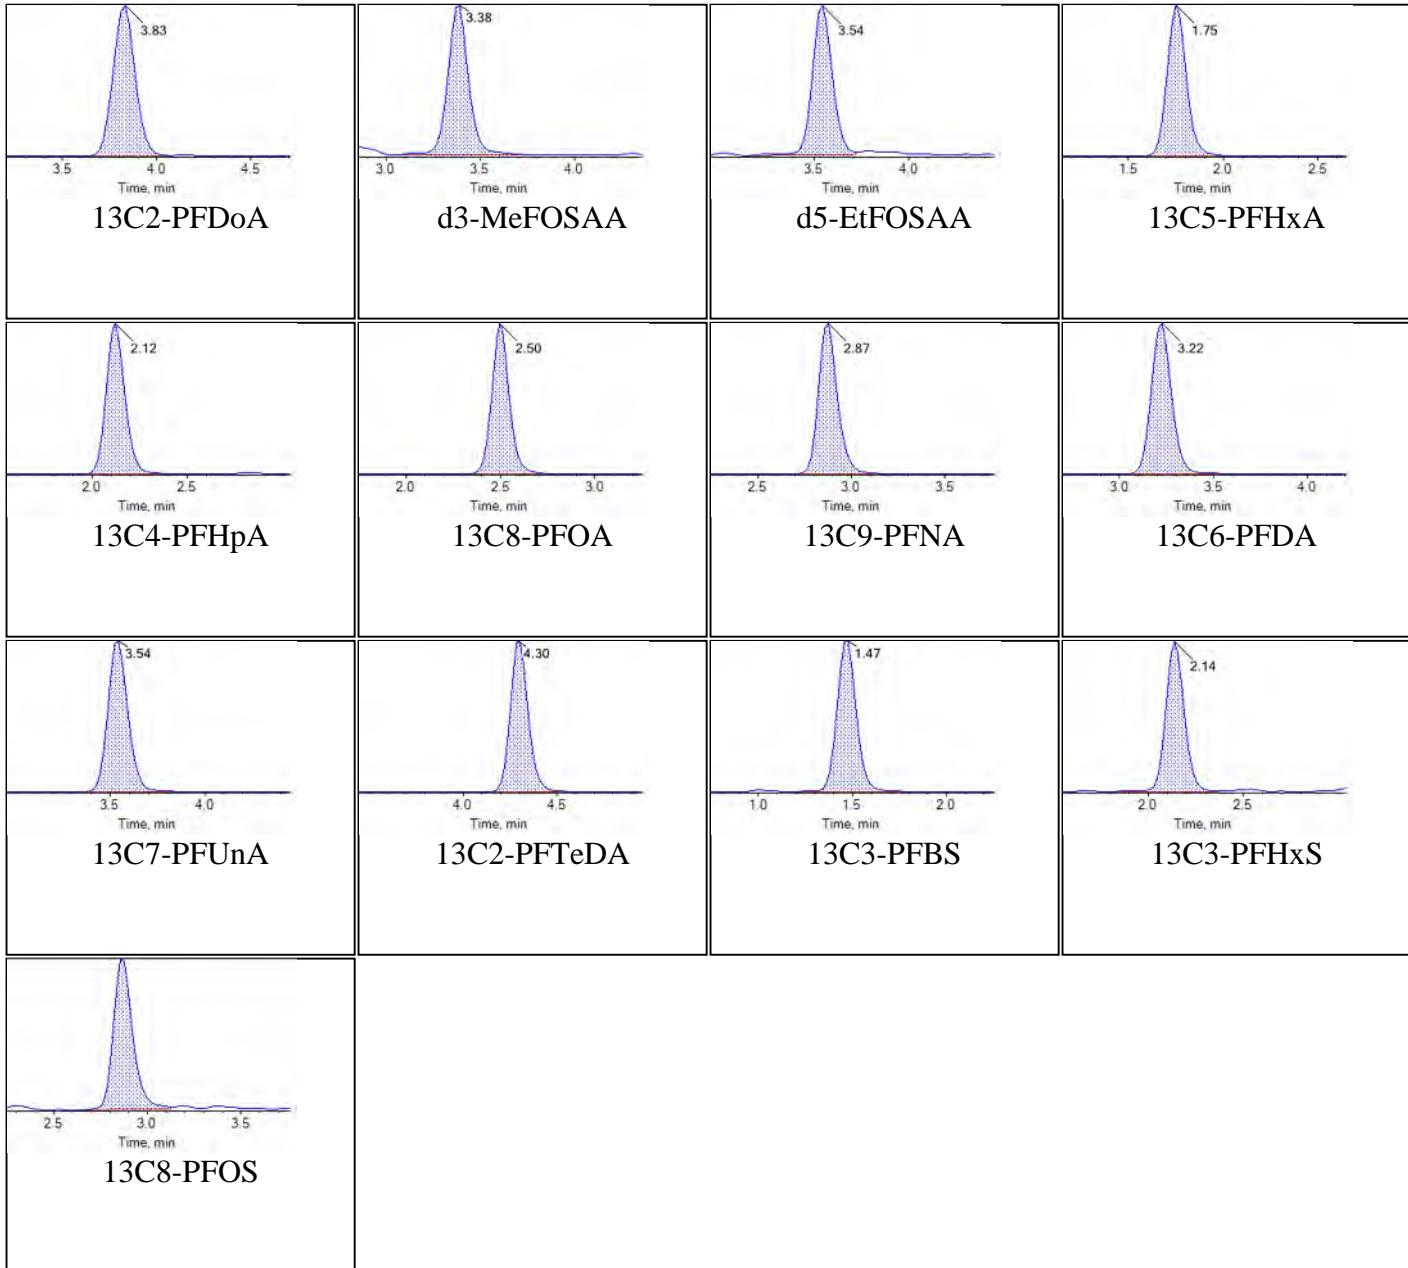 3.83
3.5 4.0 4.5
Time, min
13C2-PFDoA
3.38
3.0 3.5 4.0
Time, min
d3-MeFOSAA
3.54
3.5 4.0
Time, min
d5-EtFOSAA
1.75
1.5 2.0 2.5
Time, min
13C5-PFHxA
2.12
2.0 2.5
Time, min
13C4-PFHpA
2.50
2.0 2.5 3.0
Time, min
13C8-PFOA
2.87
2.5 3.0 3.5
Time, min
13C9-PFNA
3.22
3.0 3.5 4.0
Time, min
13C6-PFDA
3.54
3.5 4.0
Time, min
13C7-PFUnA
4.30
4.0 4.5
Time, min
13C2-PFTeDA
1.47
1.0 1.5 2.0
Time, min
13C3-PFBS
2.14
2.0 2.5
Time, min
13C3-PFHxS
2.5 3.0 3.5
Time, min
13C8-PFOS